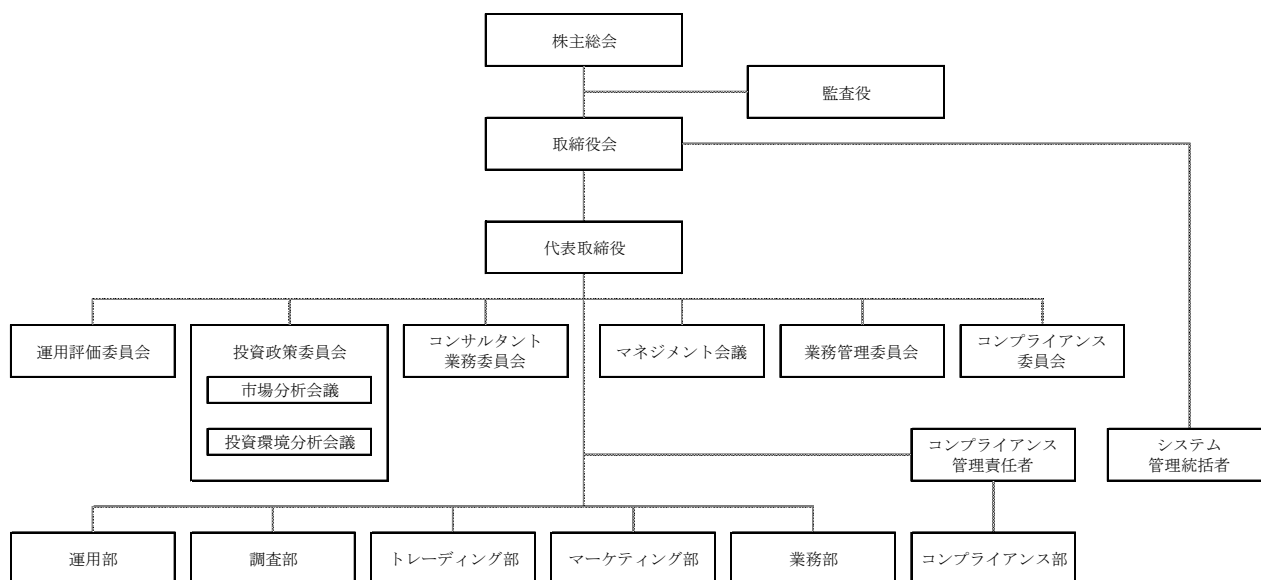 株主総会
監査役
取締役会
代表取締役
運用評価委員会
投資政策委員会
市場分析会議
投資環境分析会議
コンサルタント
業務委員会
マネジメント会議
業務管理委員会
コンプライアンス
委員会
コンプライアンス
管理責任者
システム
管理統括者
運用部
調査部
トレーディング部
マーケティング部
業務部
コンプライアンス部